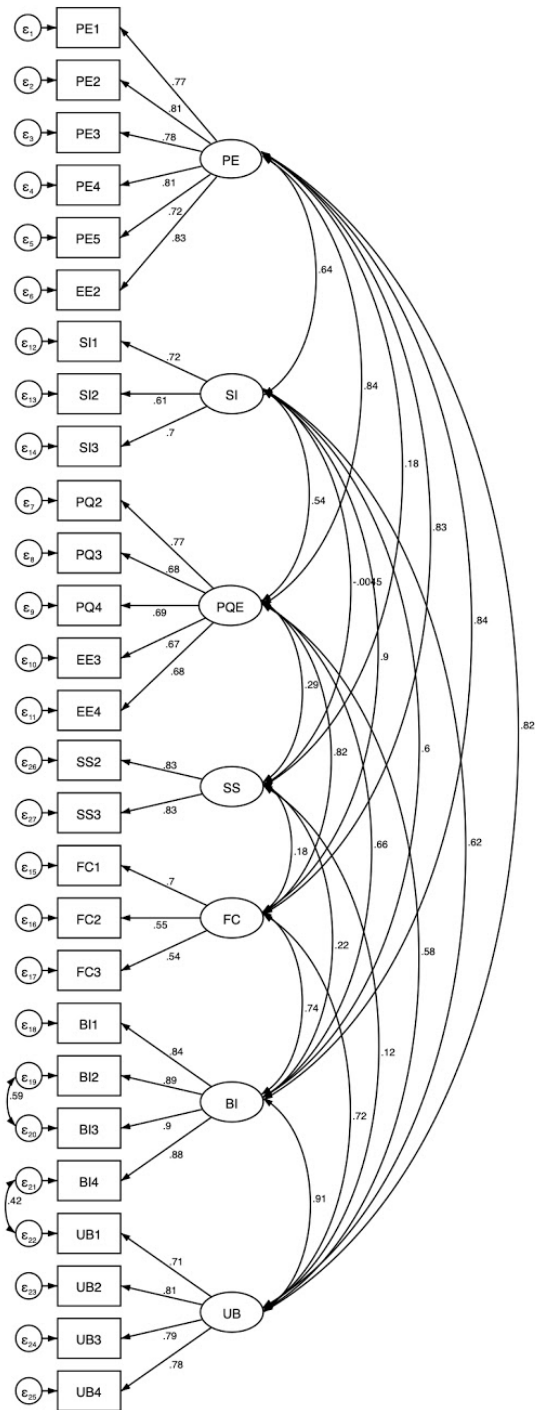 ε1 PE1
.77
ε2 PE2
.81
ε3 PE3
.78
PE
ε4 PE4
.81
ε5 PE5
.72
.83
.64
ε6 EE2
ε12 SI1
.72
.84
ε13 SI2
.61
SI
ε14 SI3
.7
.18
ε7 PQ2
.54
.83
.77
ε8 PQ3
.68
-.0045
ε9 PQ4
.69
PQE
.84
ε10 EE3
.67
.9
ε11 EE4
.68
.29
.82
.82
.6
ε26 SS2
.83
SS
ε27 SS3
.83
.66
.62
.18
ε15 FC1
.7
ε16 FC2
.55
FC
.22
.58
ε17 FC3
.54
.74
ε18 BI1
.84
.12
ε19 BI2
.89
.59
BI
.72
ε20 BI3
.9
ε21 BI4
.88
.42
.91
ε22 UB1
.71
ε23 UB2
.81
UB
ε24 UB3
.79
.78
ε25 UB4